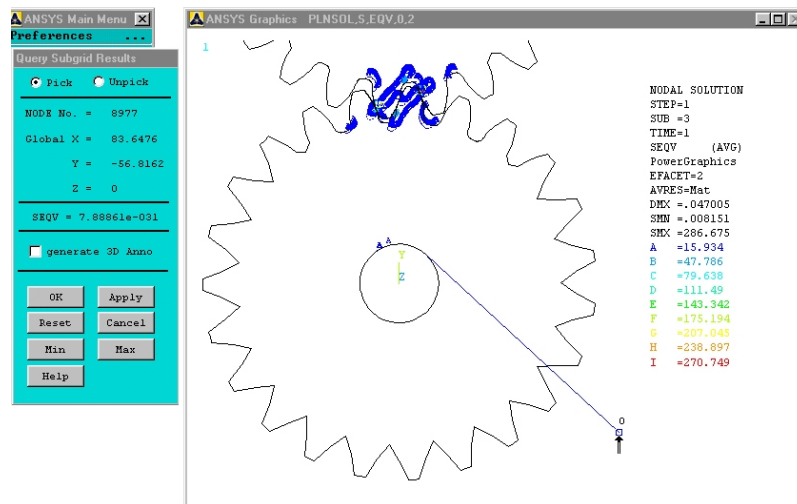 ANSYS Main Menu
Preferences ...
Query Subgrid Results
Pick Unpick
NODE No. = 8977
Global X = 83.6476
Y = -56.8162
Z = 0
SEQV = 7.88861e-031
generate 3D Anno
OK Apply
Reset Cancel
Min Max
Help
ANSYS Graphics PLNSOL,S,EQV,0,2
1
NODAL SOLUTION
STEP=1
SUB =3
TIME=1
SEQV (AVG)
PowerGraphics
EFACET=2
AVRES=Mat
DMX =.047005
SMN =.008151
SMX =286.675
A =15.934
B =47.786
C =79.638
D =111.49
E =143.342
F =175.194
G =207.045
H =238.897
I =270.749
A A
Y
Z
0